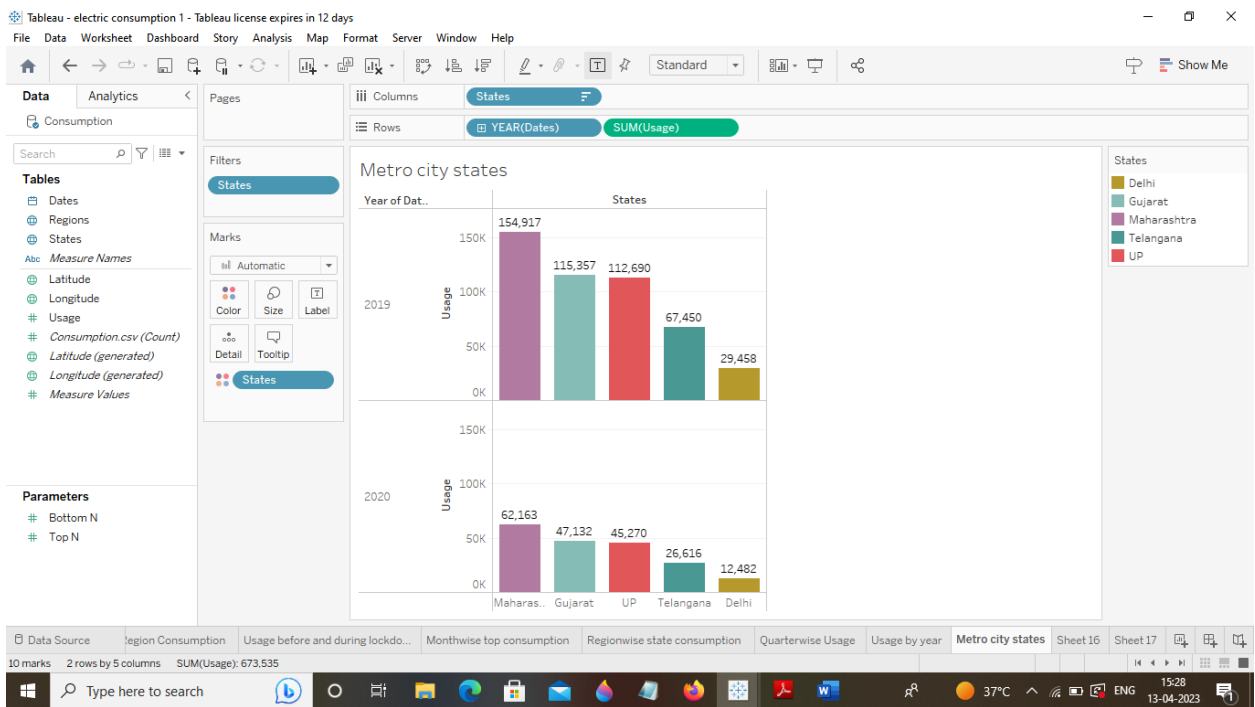 Tableau - electric consumption 1 - Tableau license expires in 12 days
File Data Worksheet Dashboard Story Analysis Map Format Server Window Help
Standard
Show Me
Data Analytics
Consumption
Search
Tables
Dates
Regions
States
Abc Measure Names
Latitude
Longitude
# Usage
# Consumption.csv (Count)
Latitude (generated)
Longitude (generated)
# Measure Values
Parameters
# Bottom N
# Top N
Pages
Filters
States
Marks
Automatic
Color Size Label
Detail Tooltip
States
Columns States
Rows YEAR(Dates) SUM(Usage)
Metro city states
Year of Dat.. States
2019
Usage
150K
100K
50K
0K
154,917
115,357
112,690
67,450
29,458
2020
Usage
150K
100K
50K
0K
62,163
47,132
45,270
26,616
12,482
Maharas.. Gujarat UP Telangana Delhi
States
Delhi
Gujarat
Maharashtra
Telangana
UP
Data Source Region Consumption Usage before and during lockdo... Monthwise top consumption Regionwise state consumption Quarterwise Usage Usage by year Metro city states Sheet 16 Sheet 17
10 marks 2 rows by 5 columns SUM(Usage): 673,535
Type here to search
37°C ENG 15:28
13-04-2023